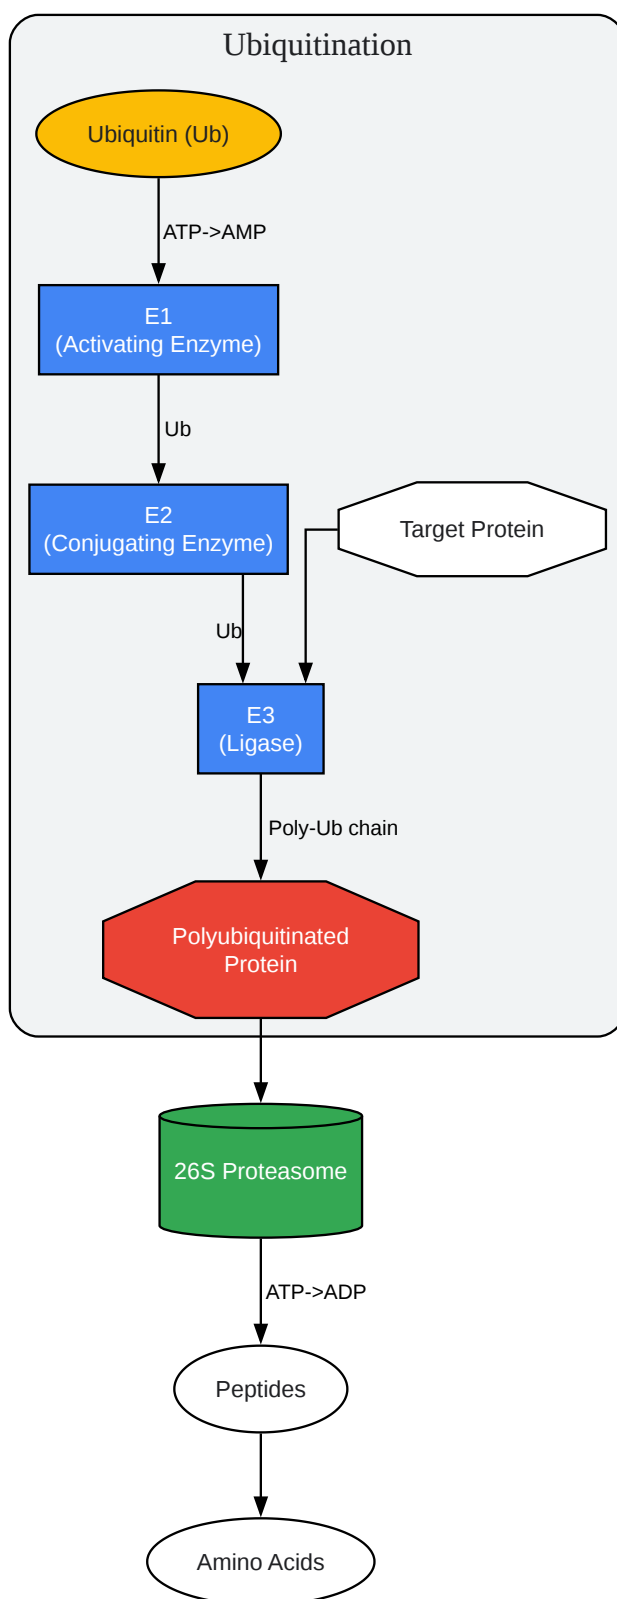 Ubiquitination
Ubiquitin (Ub)
ATP->AMP
E1
(Activating Enzyme)
Ub
E2
(Conjugating Enzyme)
Target Protein
Ub
E3
(Ligase)
Poly-Ub chain
Polyubiquitinated
Protein
26S Proteasome
ATP->ADP
Peptides
Amino Acids